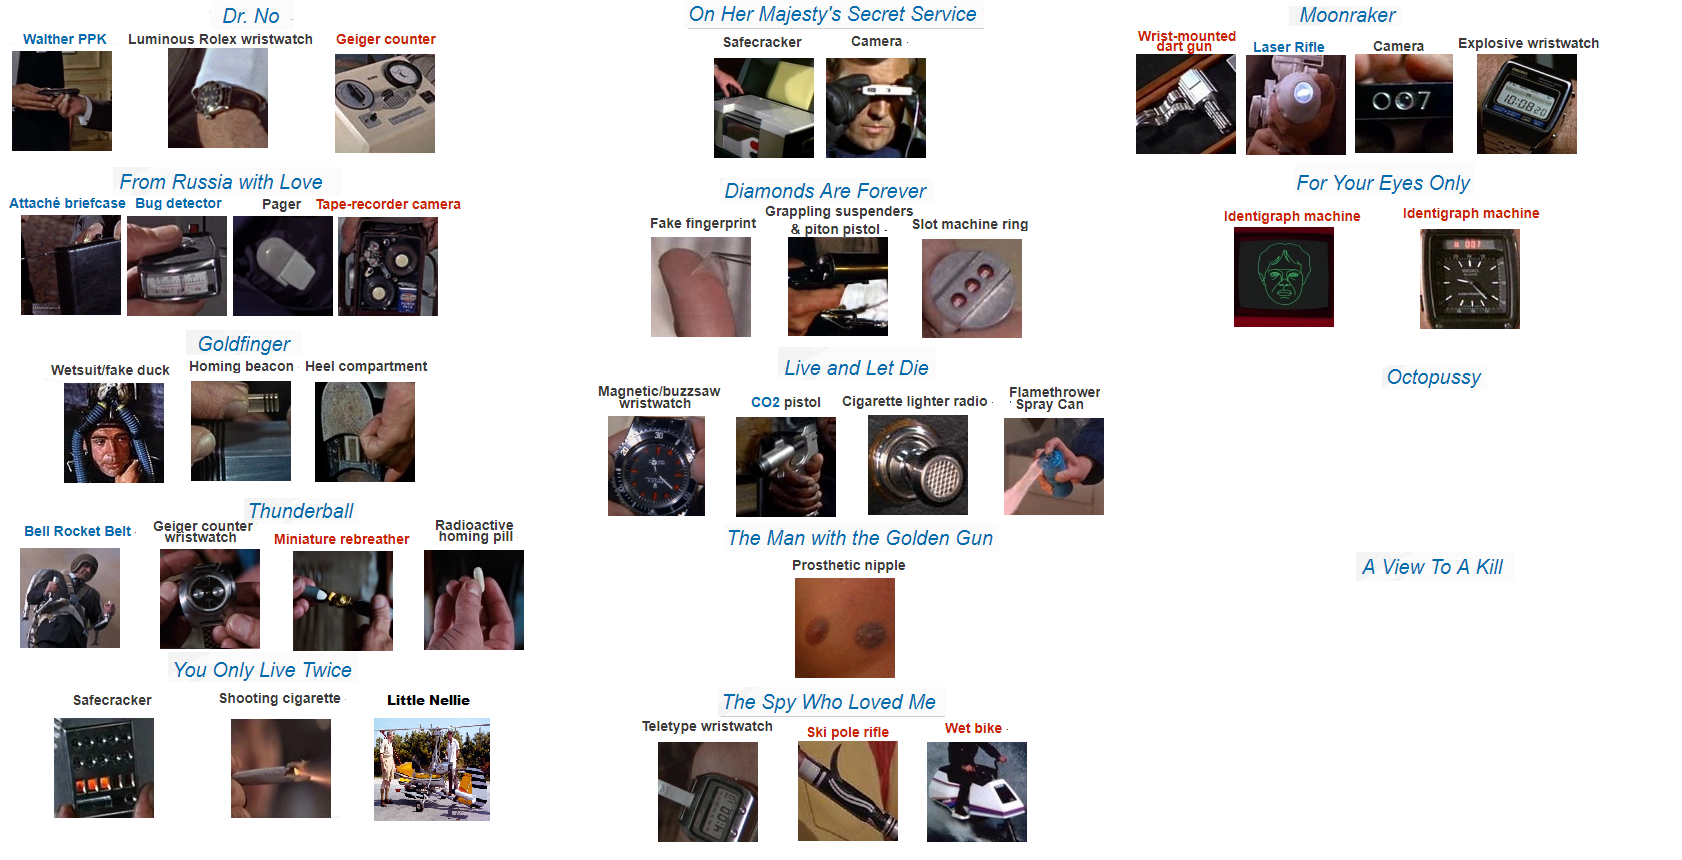 Dr. No
Walther PPK
Luminous Rolex wristwatch
Geiger counter
From Russia with Love
Attaché briefcase
Bug detector
Pager
Tape-recorder camera
Goldfinger
Wetsuit/fake duck
Homing beacon
Heel compartment
Thunderball
Bell Rocket Belt
Geiger counter
wristwatch
Miniature rebreather
Radioactive
homing pill
You Only Live Twice
Safecracker
Shooting cigarette
Little Nellie
On Her Majesty's Secret Service
Safecracker
Camera
Diamonds Are Forever
Fake fingerprint
Grappling suspenders
& piton pistol
Slot machine ring
Live and Let Die
Magnetic/buzzsaw
wristwatch
CO2 pistol
Cigarette lighter radio
Flamethrower
Spray Can
30
20
The Man with the Golden Gun
Prosthetic nipple
The Spy Who Loved Me
Teletype wristwatch
Ski pole rifle
Wet bike
Moonraker
Wrist-mounted
dart gun
Laser Rifle
Camera
007
Explosive wristwatch
10:08
For Your Eyes Only
Identigraph machine
Identigraph machine
007
Octopussy
A View To A Kill